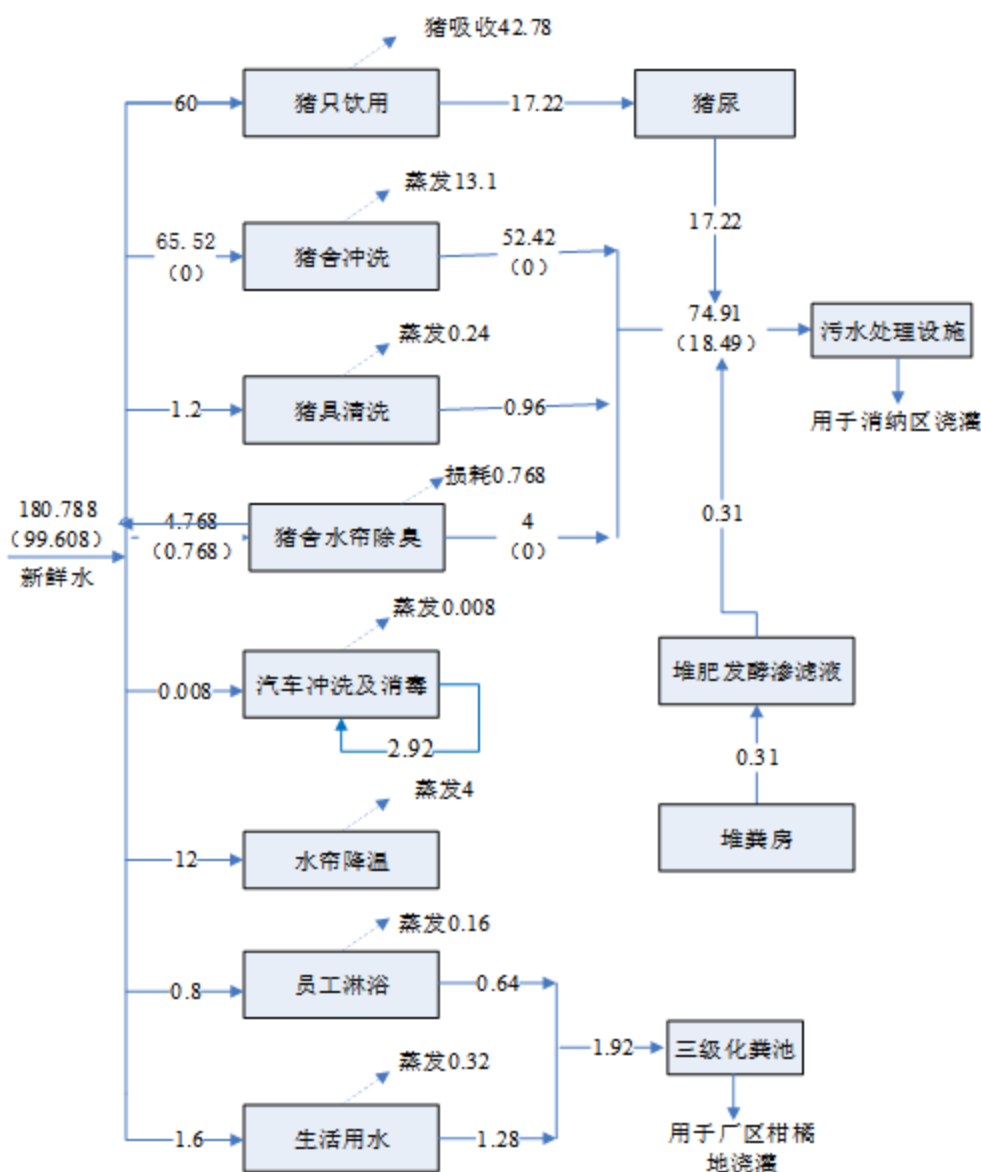 猪吸收42.78
60
猪只饮用
17.22
猪尿
蒸发13.1
17.22
65.52
（0）
猪舍冲洗
52.42
（0）
74.91
（18.49）
污水处理设施
蒸发0.24
1.2
猪具清洗
0.96
用于消纳区浇灌
损耗0.768
180.788
（99.608）
新鲜水
4.768
（0.768）
猪舍水帘除臭
4
（0）
0.31
蒸发0.008
0.008
汽车冲洗及消毒
2.92
堆肥发酵渗滤液
0.31
蒸发4
12
水帘降温
堆粪房
蒸发0.16
0.8
员工淋浴
0.64
1.92
三级化粪池
蒸发0.32
1.6
生活用水
1.28
用于厂区柑橘
地浇灌